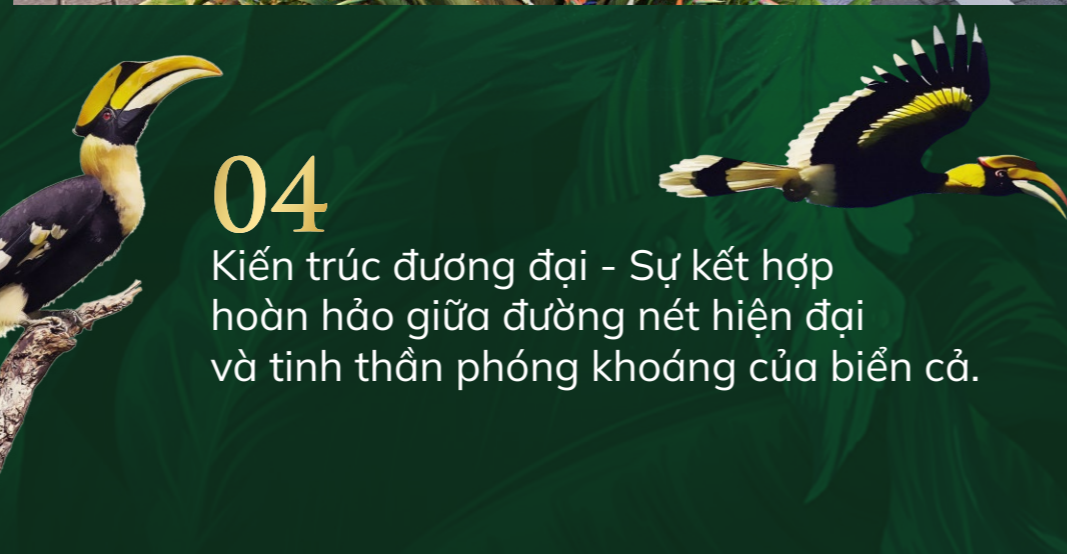 04
Kiến trúc đương đại - Sự kết hợp
hoàn hảo giữa đường nét hiện đại
và tinh thần phóng khoáng của biển cả.